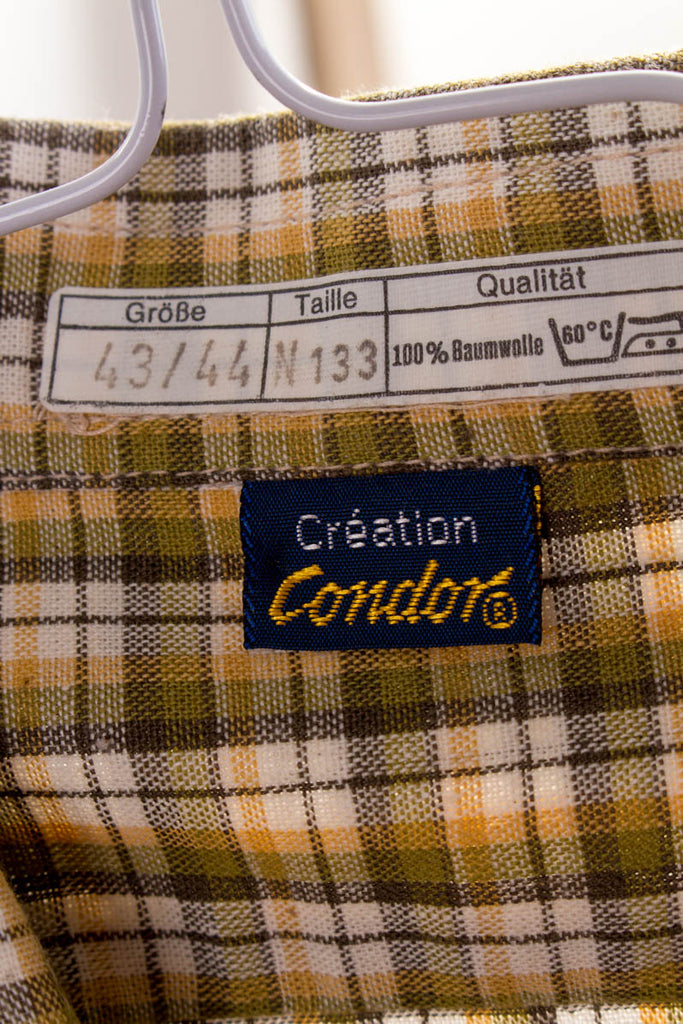 Größe Taille Qualität
43/44 N 133 100% Baumwolle 60°C
Création
Condor®